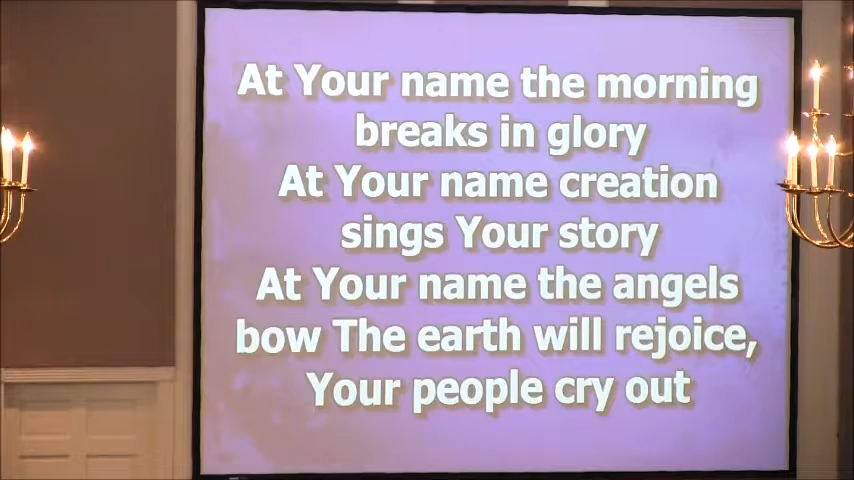 At Your name the morning
breaks in glory
At Your name creation
sings Your story
At Your name the angels
bow The earth will rejoice,
Your people cry out